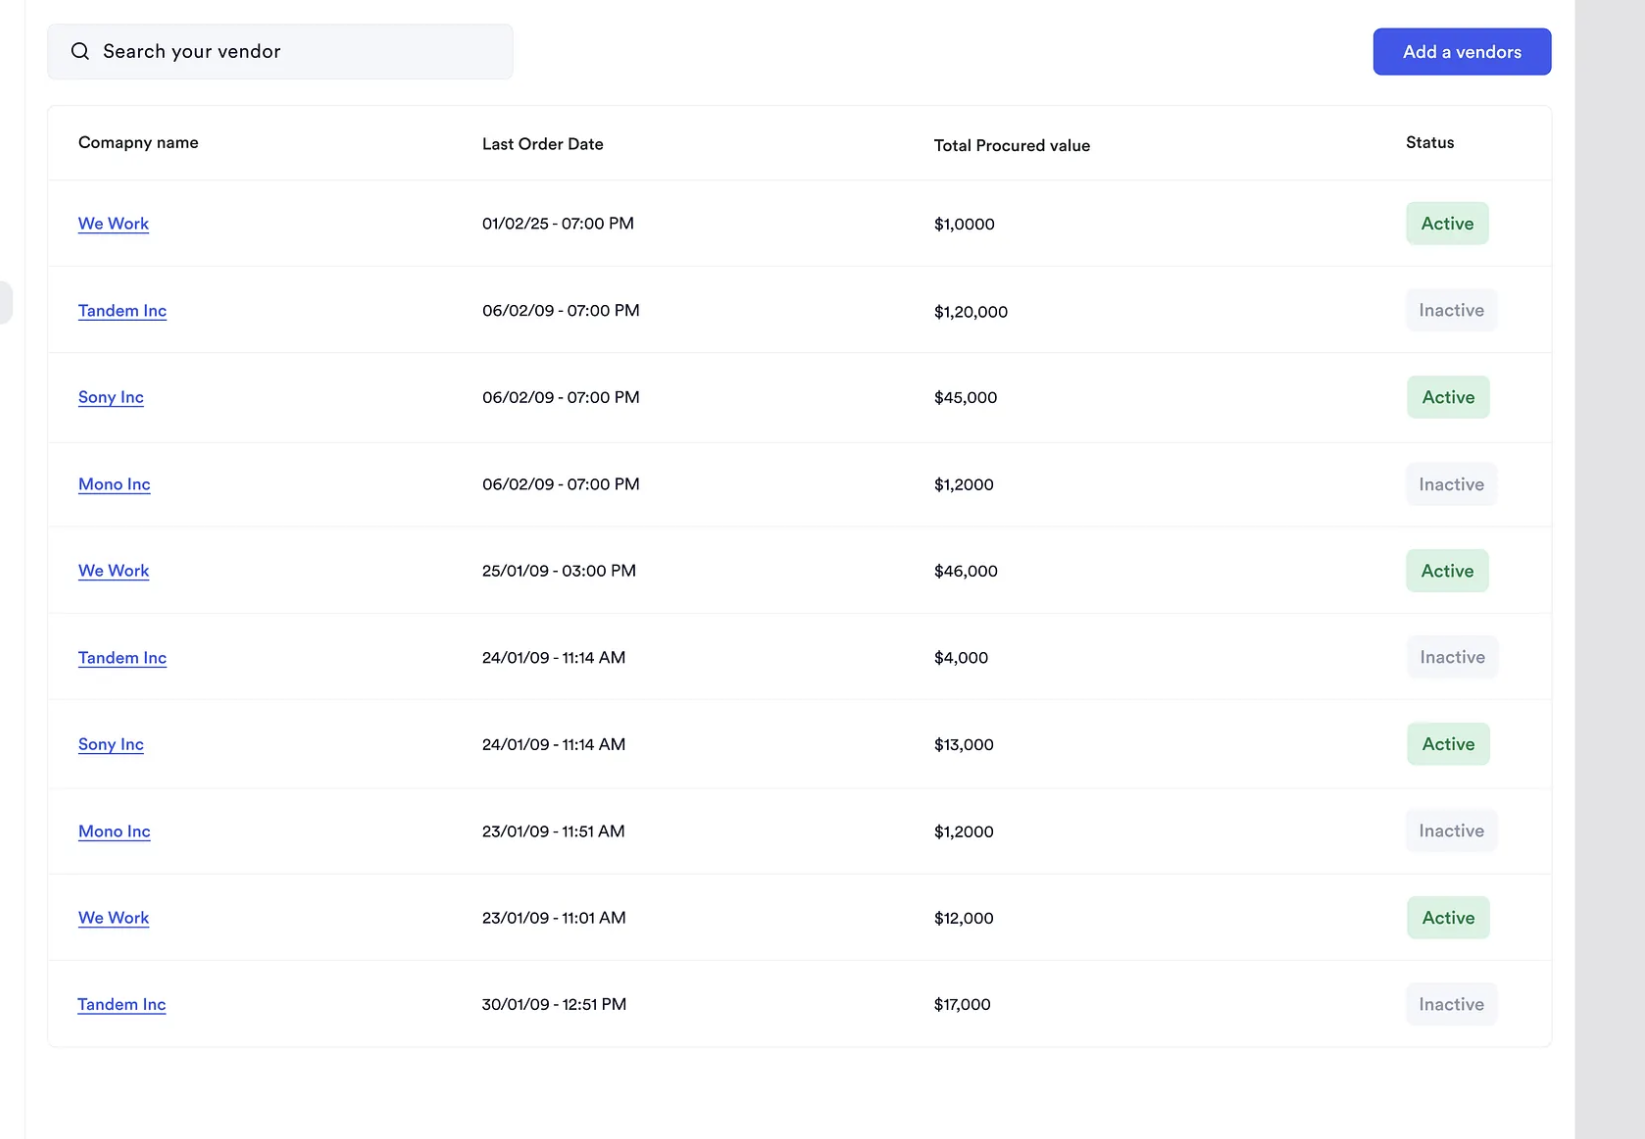 Search your vendor
Add a vendors
Comapny name Last Order Date Total Procured value Status
We Work 01/02/25 - 07:00 PM $1,0000 Active
Tandem Inc 06/02/09 - 07:00 PM $1,20,000 Inactive
Sony Inc 06/02/09 - 07:00 PM $45,000 Active
Mono Inc 06/02/09 - 07:00 PM $1,2000 Inactive
We Work 25/01/09 - 03:00 PM $46,000 Active
Tandem Inc 24/01/09 - 11:14 AM $4,000 Inactive
Sony Inc 24/01/09 - 11:14 AM $13,000 Active
Mono Inc 23/01/09 - 11:51 AM $1,2000 Inactive
We Work 23/01/09 - 11:01 AM $12,000 Active
Tandem Inc 30/01/09 - 12:51 PM $17,000 Inactive